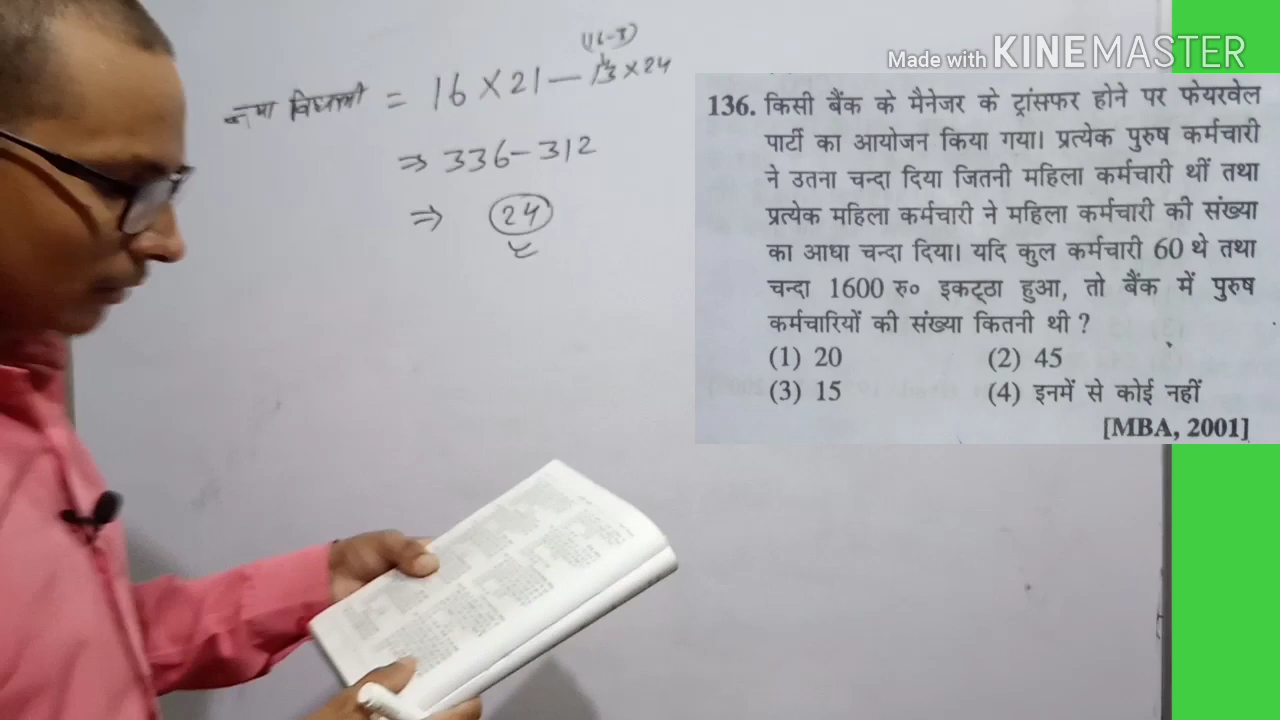 Made with KINEMASTER
(16-3)
नया खिलाड़ी = 16 × 21 — 13 × 24
⇒ 336 - 312
⇒ 24
136. किसी बैंक के मैनेजर के ट्रांसफर होने पर फेयरवेल
पार्टी का आयोजन किया गया। प्रत्येक पुरुष कर्मचारी
ने उतना चन्दा दिया जितनी महिला कर्मचारी थीं तथा
प्रत्येक महिला कर्मचारी ने महिला कर्मचारी की संख्या
का आधा चन्दा दिया। यदि कुल कर्मचारी 60 थे तथा
चन्दा 1600 रु० इकट्ठा हुआ, तो बैंक में पुरुष
कर्मचारियों की संख्या कितनी थी ?
(1) 20 (2) 45
(3) 15 (4) इनमें से कोई नहीं
[MBA, 2001]